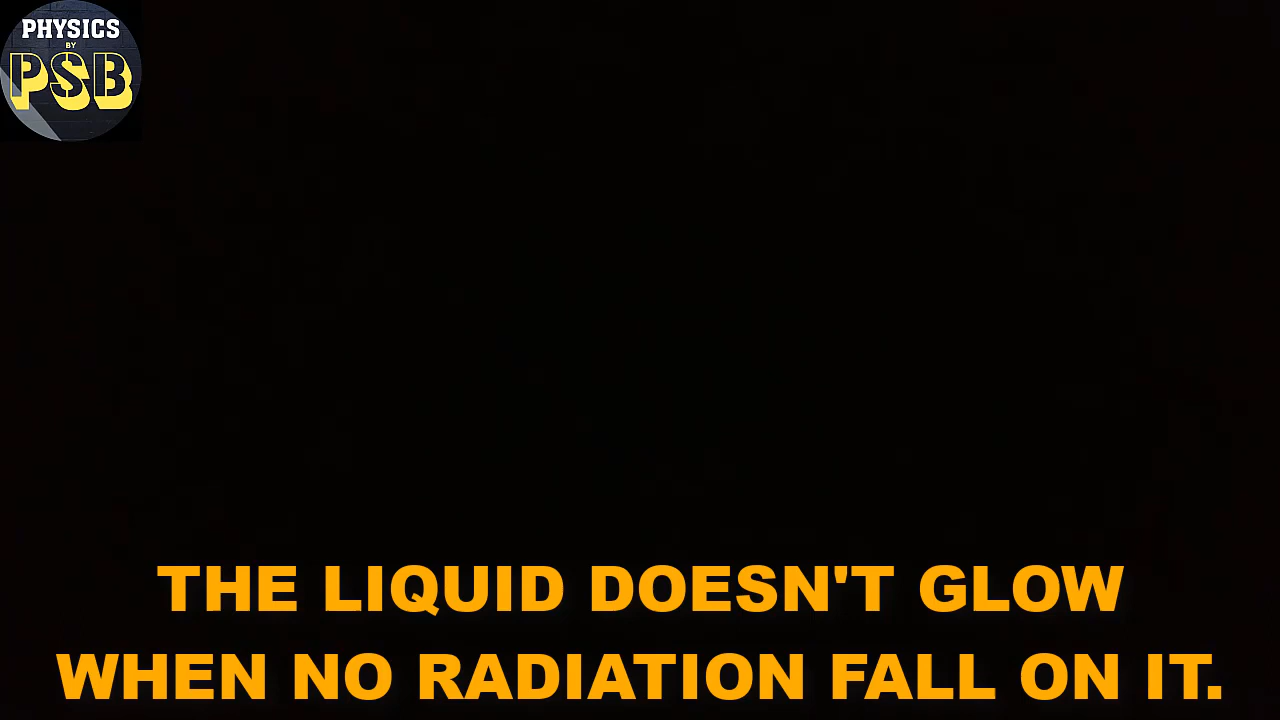 PHYSICS
BY
PSB
THE LIQUID DOESN'T GLOW
WHEN NO RADIATION FALL ON IT.